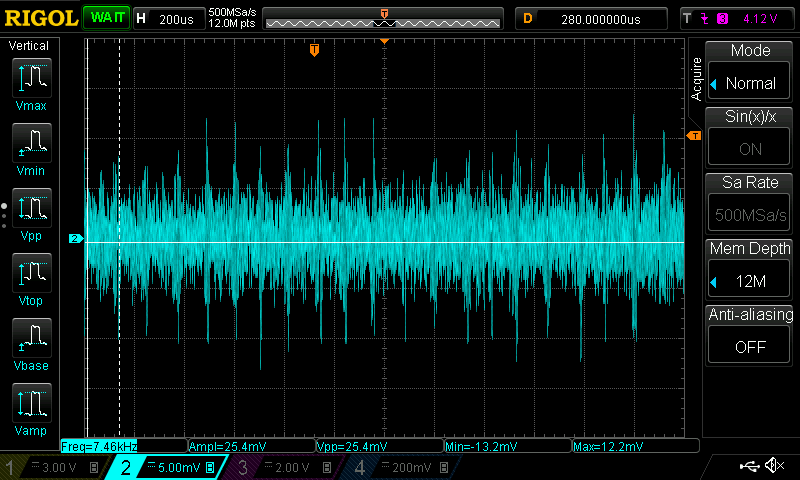 RIGOL WAIT H 200us 500MSa/s 12.0M pts T D 280.000000us T 3 4.12 V
Vertical
Vmax
Vmin
Vpp
Vtop
Vbase
Vamp
T
2
T
Acquire
Mode
Normal
Sin(x)/x
ON
Sa Rate
500MSa/s
Mem Depth
12M
Anti-aliasing
OFF
Freq=7.46kHz Ampl=25.4mV Vpp=25.4mV Min=-13.2mV Max=12.2mV
1 3.00 V B 2 5.00mV B 3 2.00 V B 4 200mV B